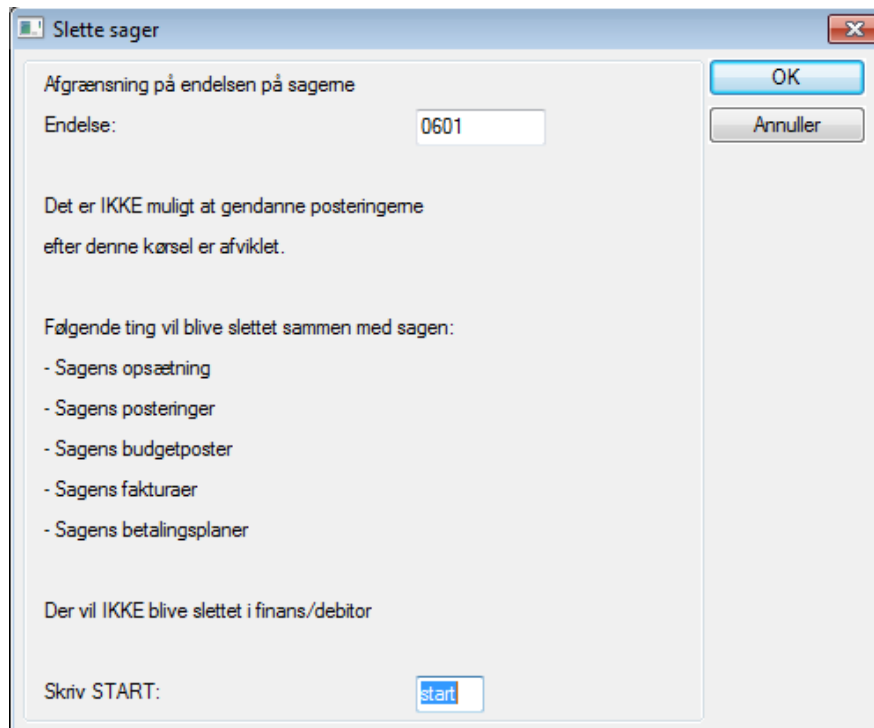 Slette sager
Afgrænsning på endelsen på sagerne
Endelse: 0601
OK
Annuller
Det er IKKE muligt at gendanne posteringerne
efter denne kørsel er afviklet.
Følgende ting vil blive slettet sammen med sagen:
- Sagens opsætning
- Sagens posteringer
- Sagens budgetposter
- Sagens fakturaer
- Sagens betalingsplaner
Der vil IKKE blive slettet i finans/debitor
Skriv START: start